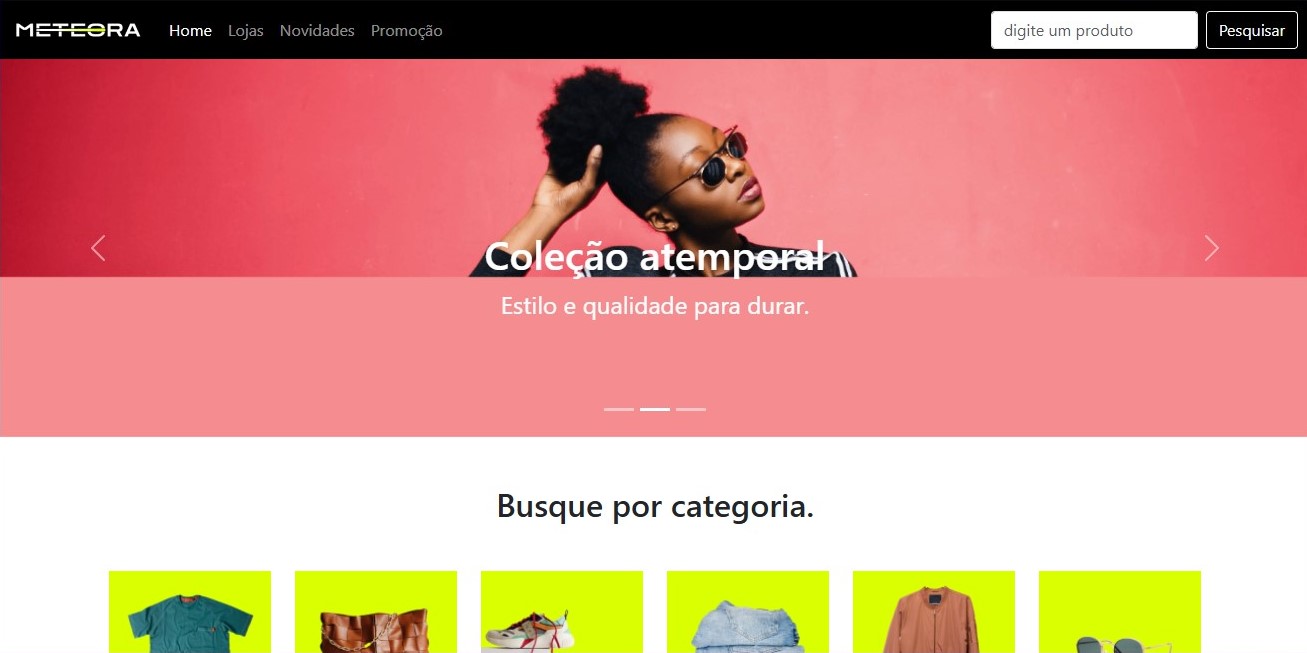 METEORA Home Lojas Novidades Promoção digite um produto Pesquisar
Coleção atemporal
Estilo e qualidade para durar.
Busque por categoria.